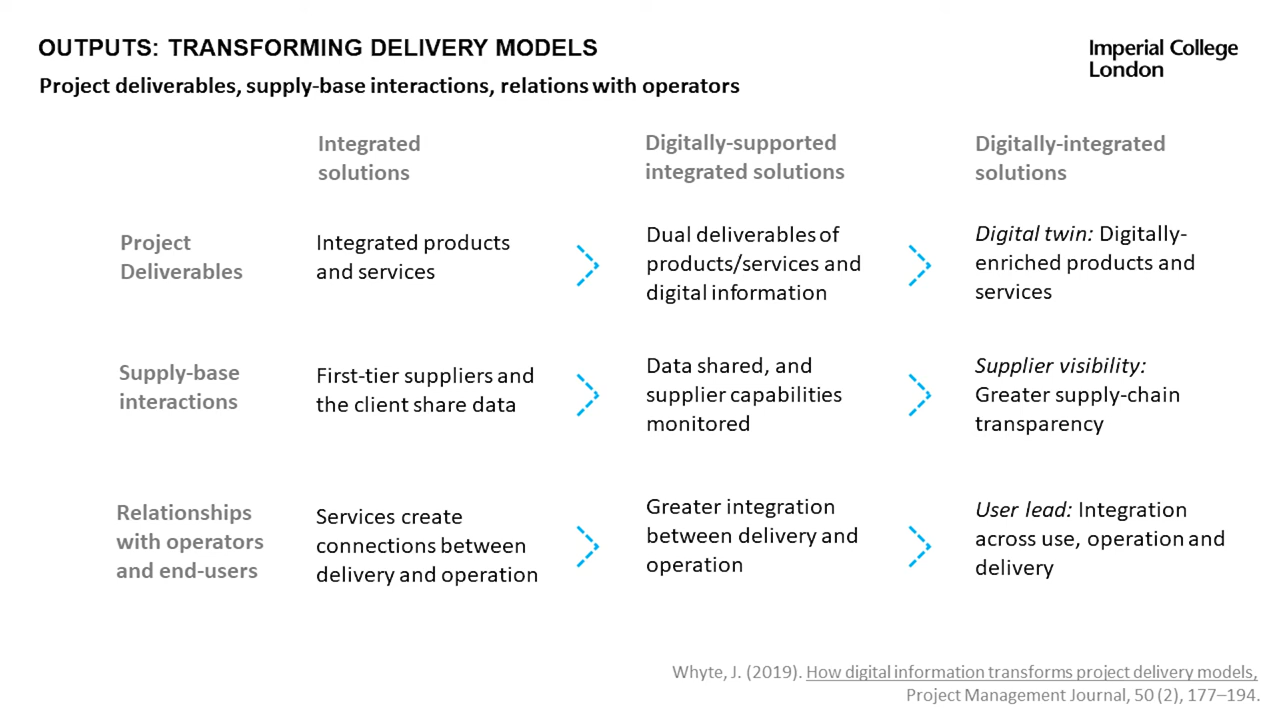 OUTPUTS: TRANSFORMING DELIVERY MODELS
Imperial College
London
Project deliverables, supply-base interactions, relations with operators
Integrated
solutions
Digitally-supported
integrated solutions
Digitally-integrated
solutions
Project
Deliverables
Integrated products
and services
Dual deliverables of
products/services and
digital information
Digital twin: Digitally-
enriched products and
services
Supply-base
interactions
First-tier suppliers and
the client share data
Data shared, and
supplier capabilities
monitored
Supplier visibility:
Greater supply-chain
transparency
Relationships
with operators
and end-users
Services create
connections between
delivery and operation
Greater integration
between delivery and
operation
User lead: Integration
across use, operation and
delivery
Whyte, J. (2019). How digital information transforms project delivery models,
Project Management Journal, 50 (2), 177–194.